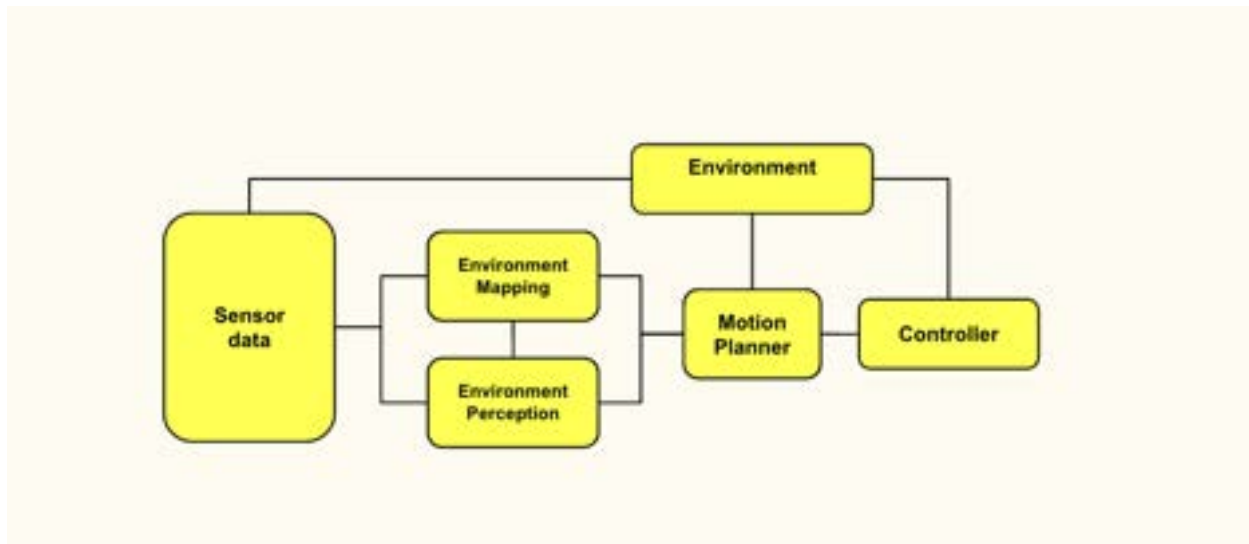 Environment
Environment
Mapping
Sensor
data
Motion
Planner
Controller
Environment
Perception